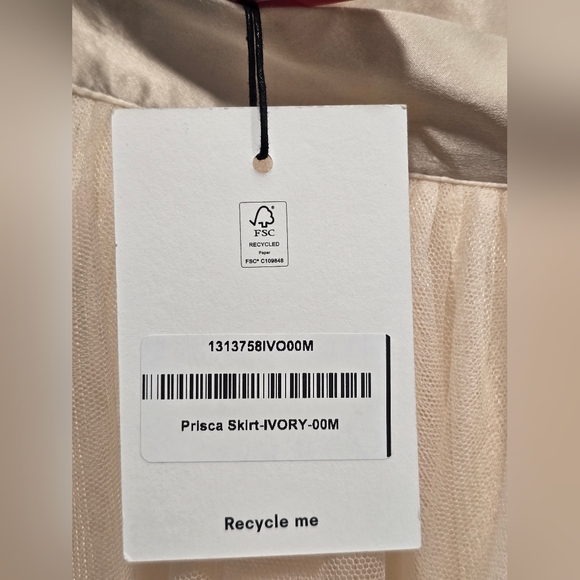 FSC
RECYCLED
Paper
FSC® C109848
1313758IVO00M
Prisca Skirt-IVORY-00M
Recycle me